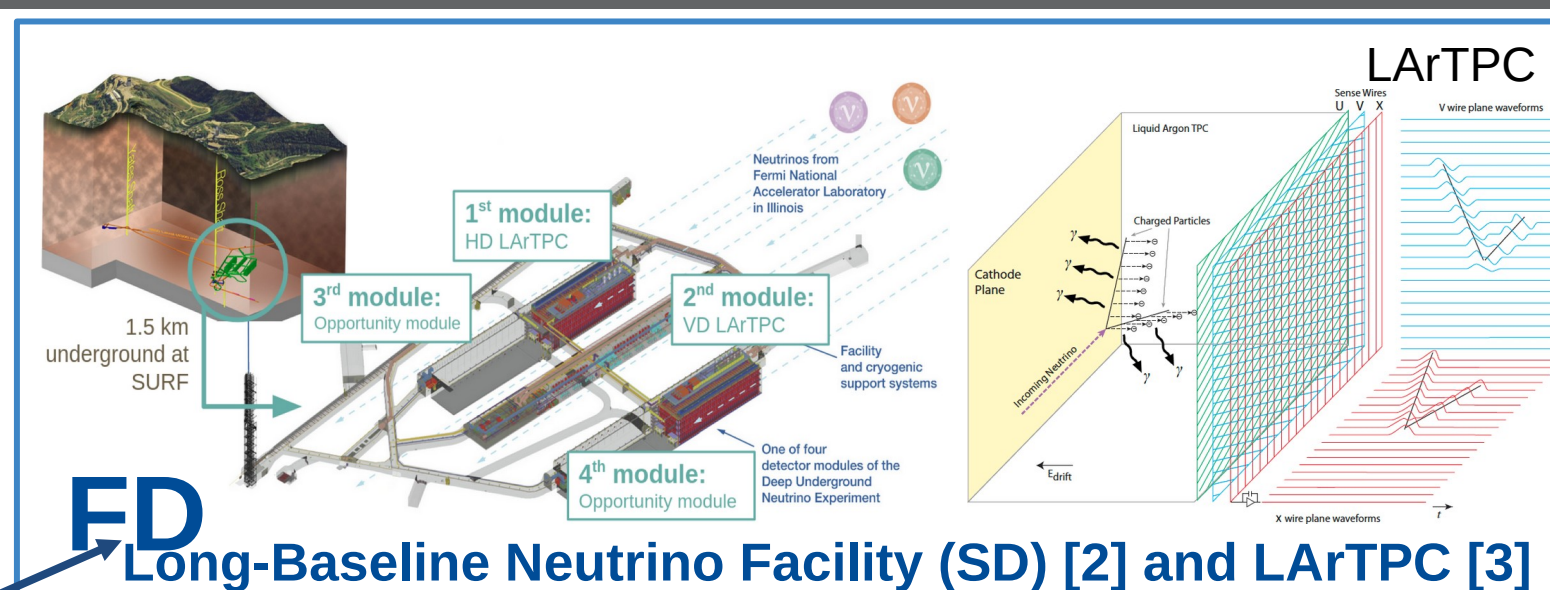 LArTPC
Sense Wires
U V X
V wire plane waveforms
Liquid Argon TPC
Neutrinos from
Fermi National
Accelerator Laboratory
in Illinois
ν
ν
ν
1st module:
HD LArTPC
Charged Particles
Cathode
Plane
γ
γ
γ
γ
γ
3rd module:
Opportunity module
2nd module:
VD LArTPC
1.5 km
underground at
SURF
Facility
and cryogenic
support systems
Incoming Neutrino
4th module:
Opportunity module
One of four
detector modules of the
Deep Underground
Neutrino Experiment
Edrift
X wire plane waveforms
t
FD
Long-Baseline Neutrino Facility (SD) [2] and LArTPC [3]